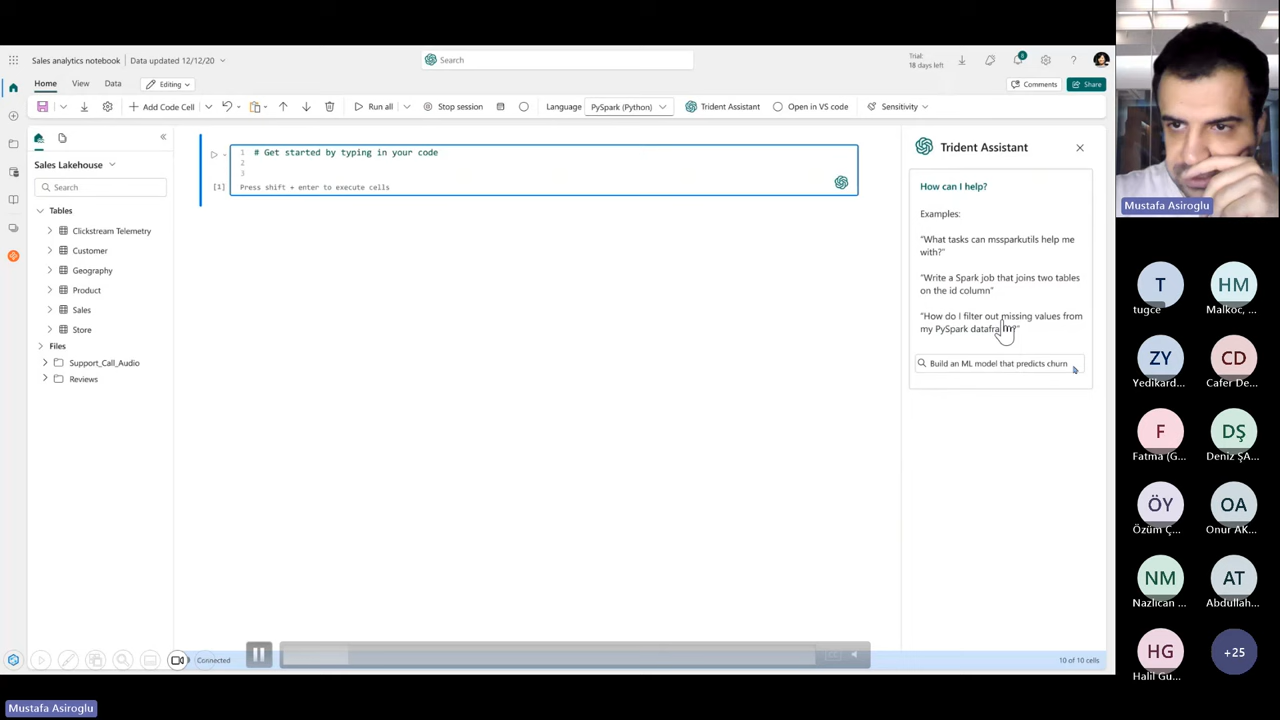 Sales analytics notebook
Data updated 12/12/20
Search
Trial:
18 days left
8
?
Home
View
Data
Editing
Comments
Share
Add Code Cell
Run all
Stop session
Language
PySpark (Python)
Trident Assistant
Open in VS code
Sensitivity
Sales Lakehouse
Search
Tables
Clickstream Telemetry
Customer
Geography
Product
Sales
Store
Files
Support_Call_Audio
Reviews
1 # Get started by typing in your code
2
3
[1] Press shift + enter to execute cells
Trident Assistant
How can I help?
Examples:
"What tasks can mssparkutils help me
with?"
"Write a Spark job that joins two tables
on the id column"
"How do I filter out missing values from
my PySpark datafra
Build an ML model that predicts churn
Connected
10 of 10 cells
Mustafa Asiroglu
T
tugce
HM
Malkoc, ...
ZY
Yedikard...
CD
Cafer De...
F
Fatma (G...
DŞ
Deniz ŞA...
ÖY
Özüm Ç...
OA
Onur AK...
NM
Nazlıcan ...
AT
Abdullah...
HG
Halil Gu...
+25
Mustafa Asiroglu